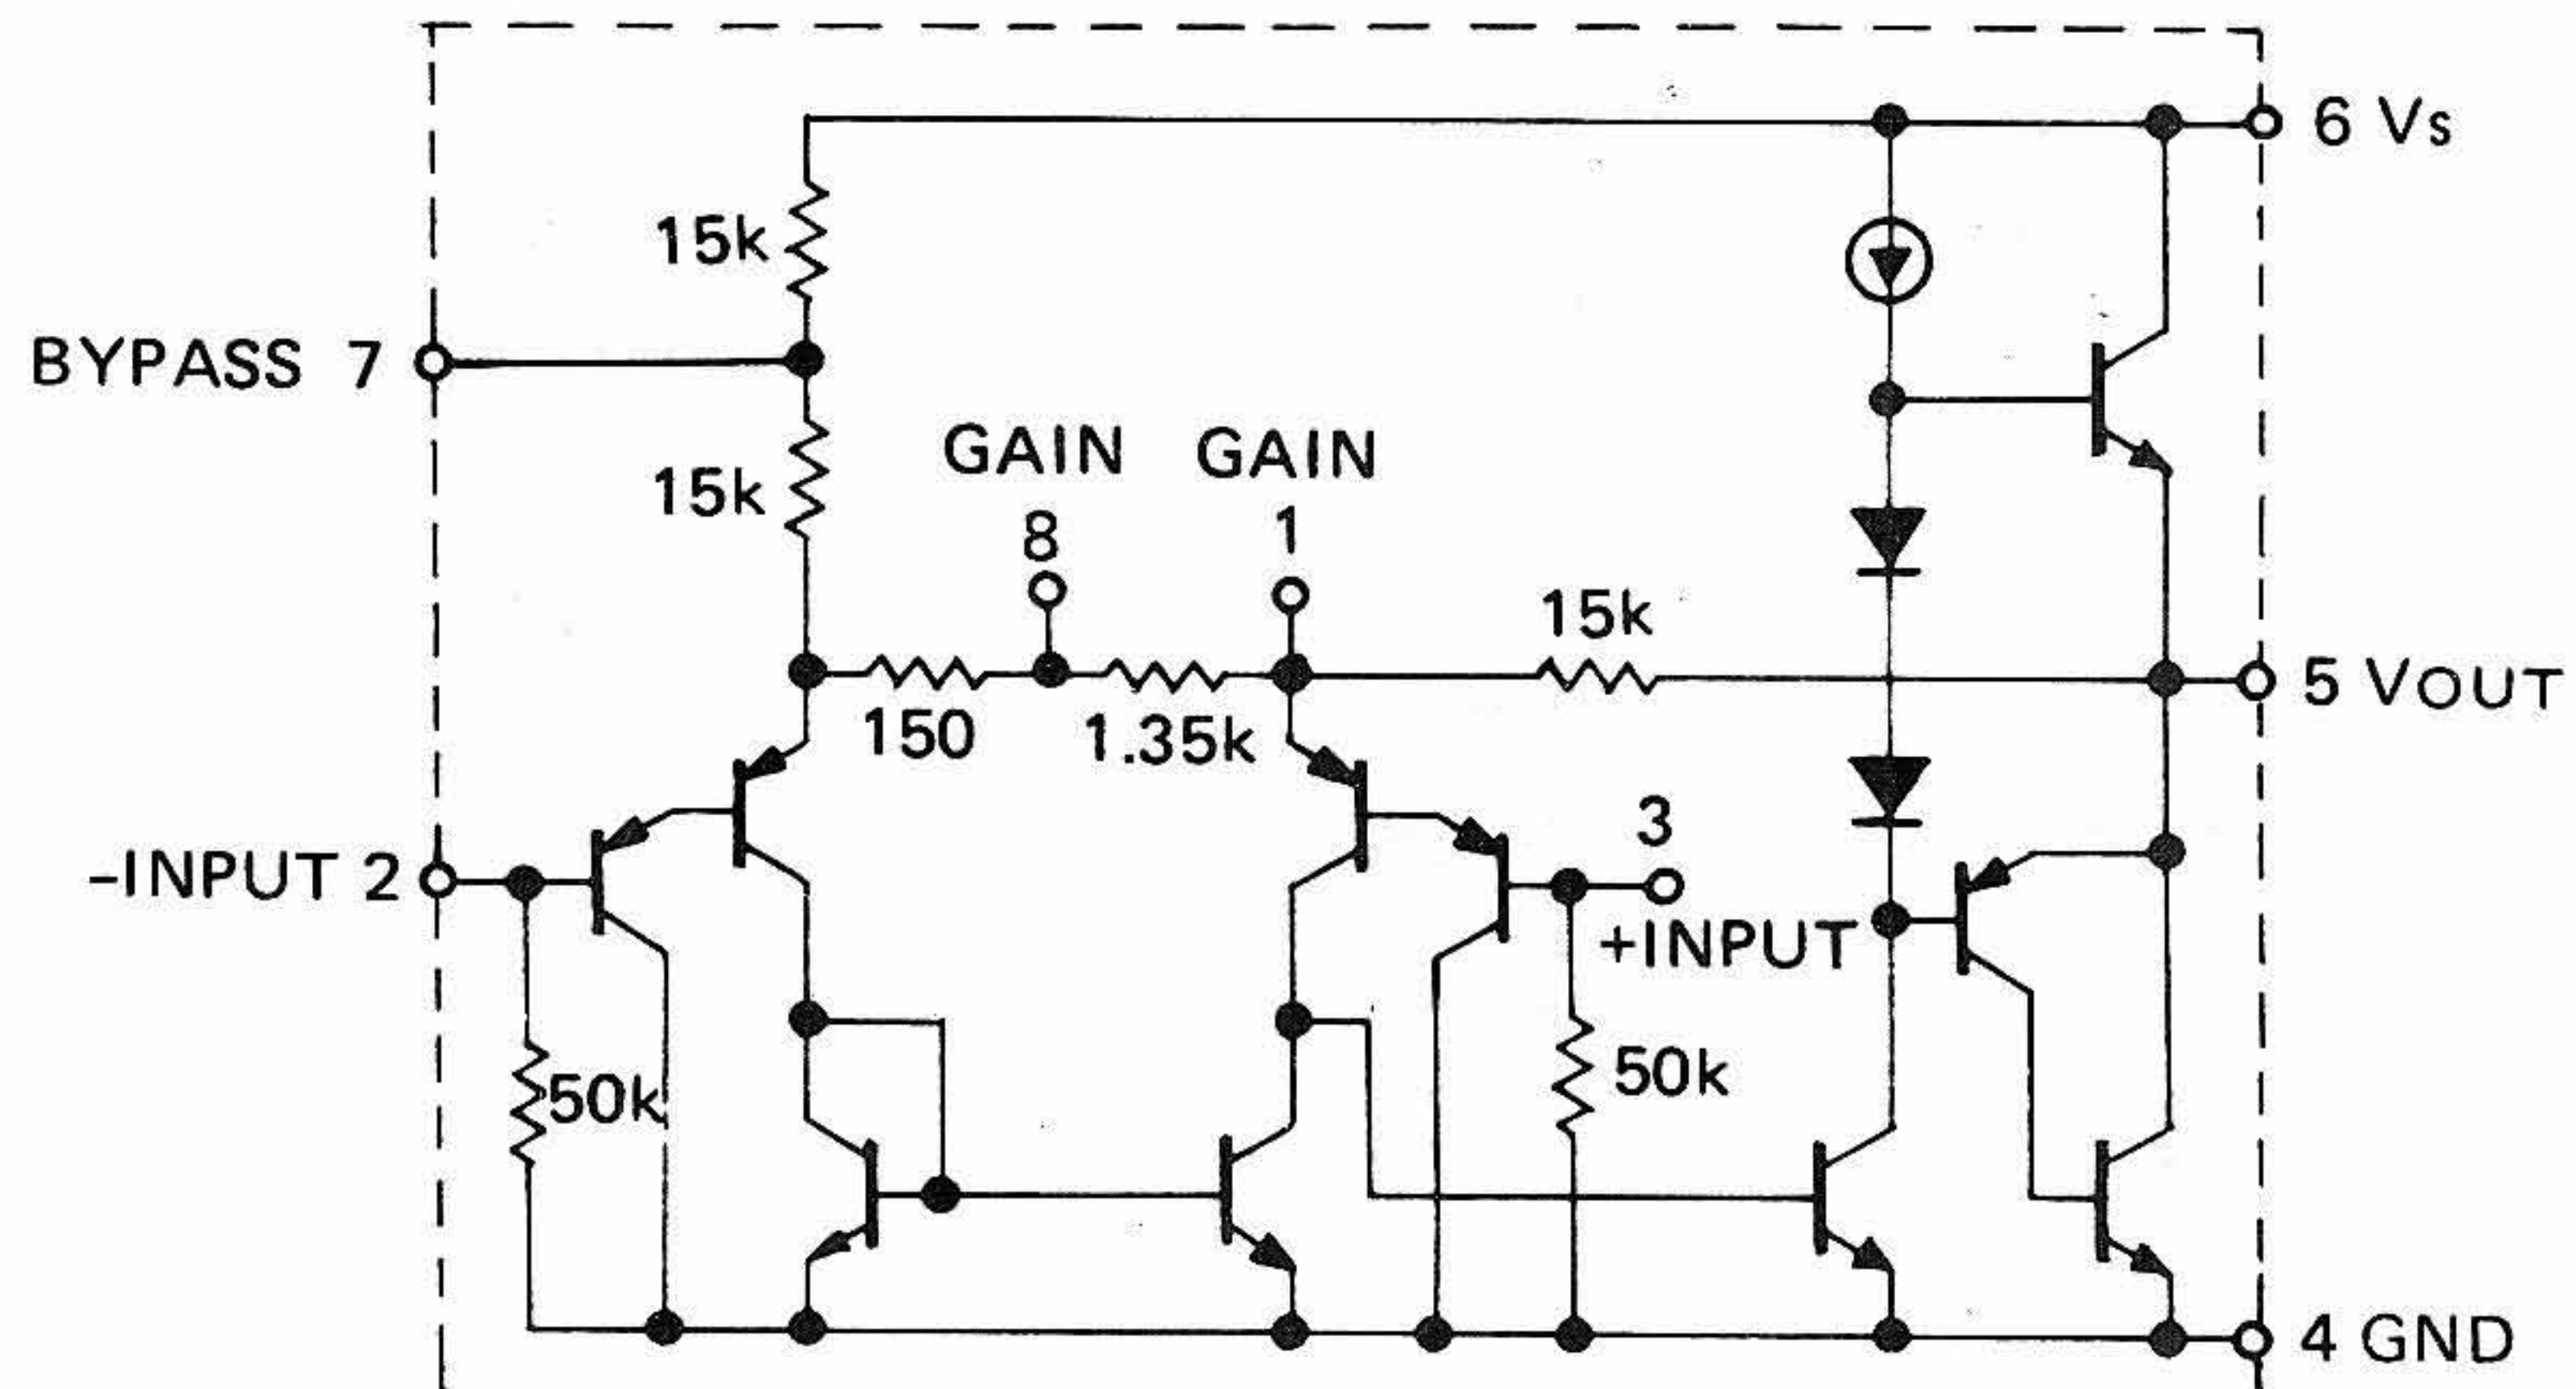 6 Vs
15k
BYPASS 7
15k
GAIN GAIN
8 1
15k
5 VOUT
150 1.35k
3
-INPUT 2
+INPUT
50k 50k
4 GND